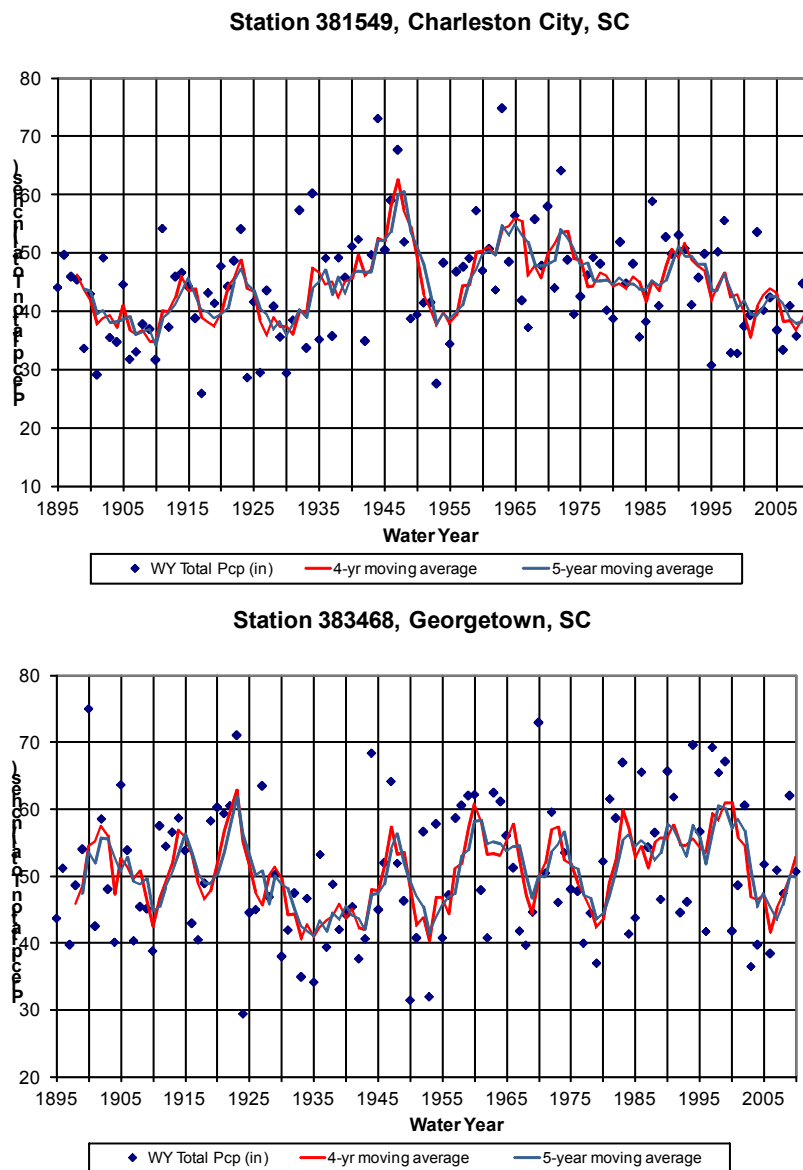 Station 381549, Charleston City, SC
80
70
60
50
40
30
20
10
1895 1905 1915 1925 1935 1945 1955 1965 1975 1985 1995 2005
Water Year
WY Total Pcp (in) 4-yr moving average 5-year moving average
Station 383468, Georgetown, SC
80
70
60
50
40
30
20
1895 1905 1915 1925 1935 1945 1955 1965 1975 1985 1995 2005
Water Year
WY Total Pcp (in) 4-yr moving average 5-year moving average